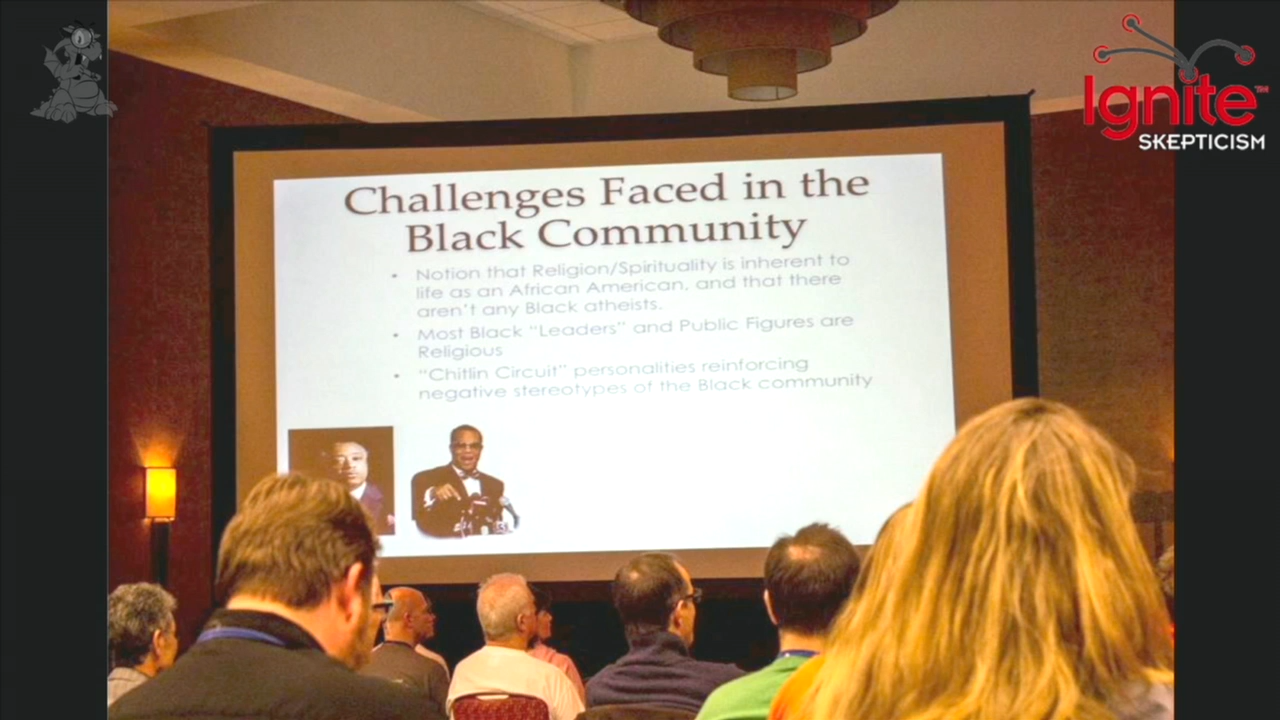 Ignite™
SKEPTICISM
Challenges Faced in the
Black Community
• Notion that Religion/Spirituality is inherent to
life as an African American, and that there
aren't any Black atheists.
• Most Black "Leaders" and Public Figures are
Religious
• "Chitlin Circuit" personalities reinforcing
negative stereotypes of the Black community